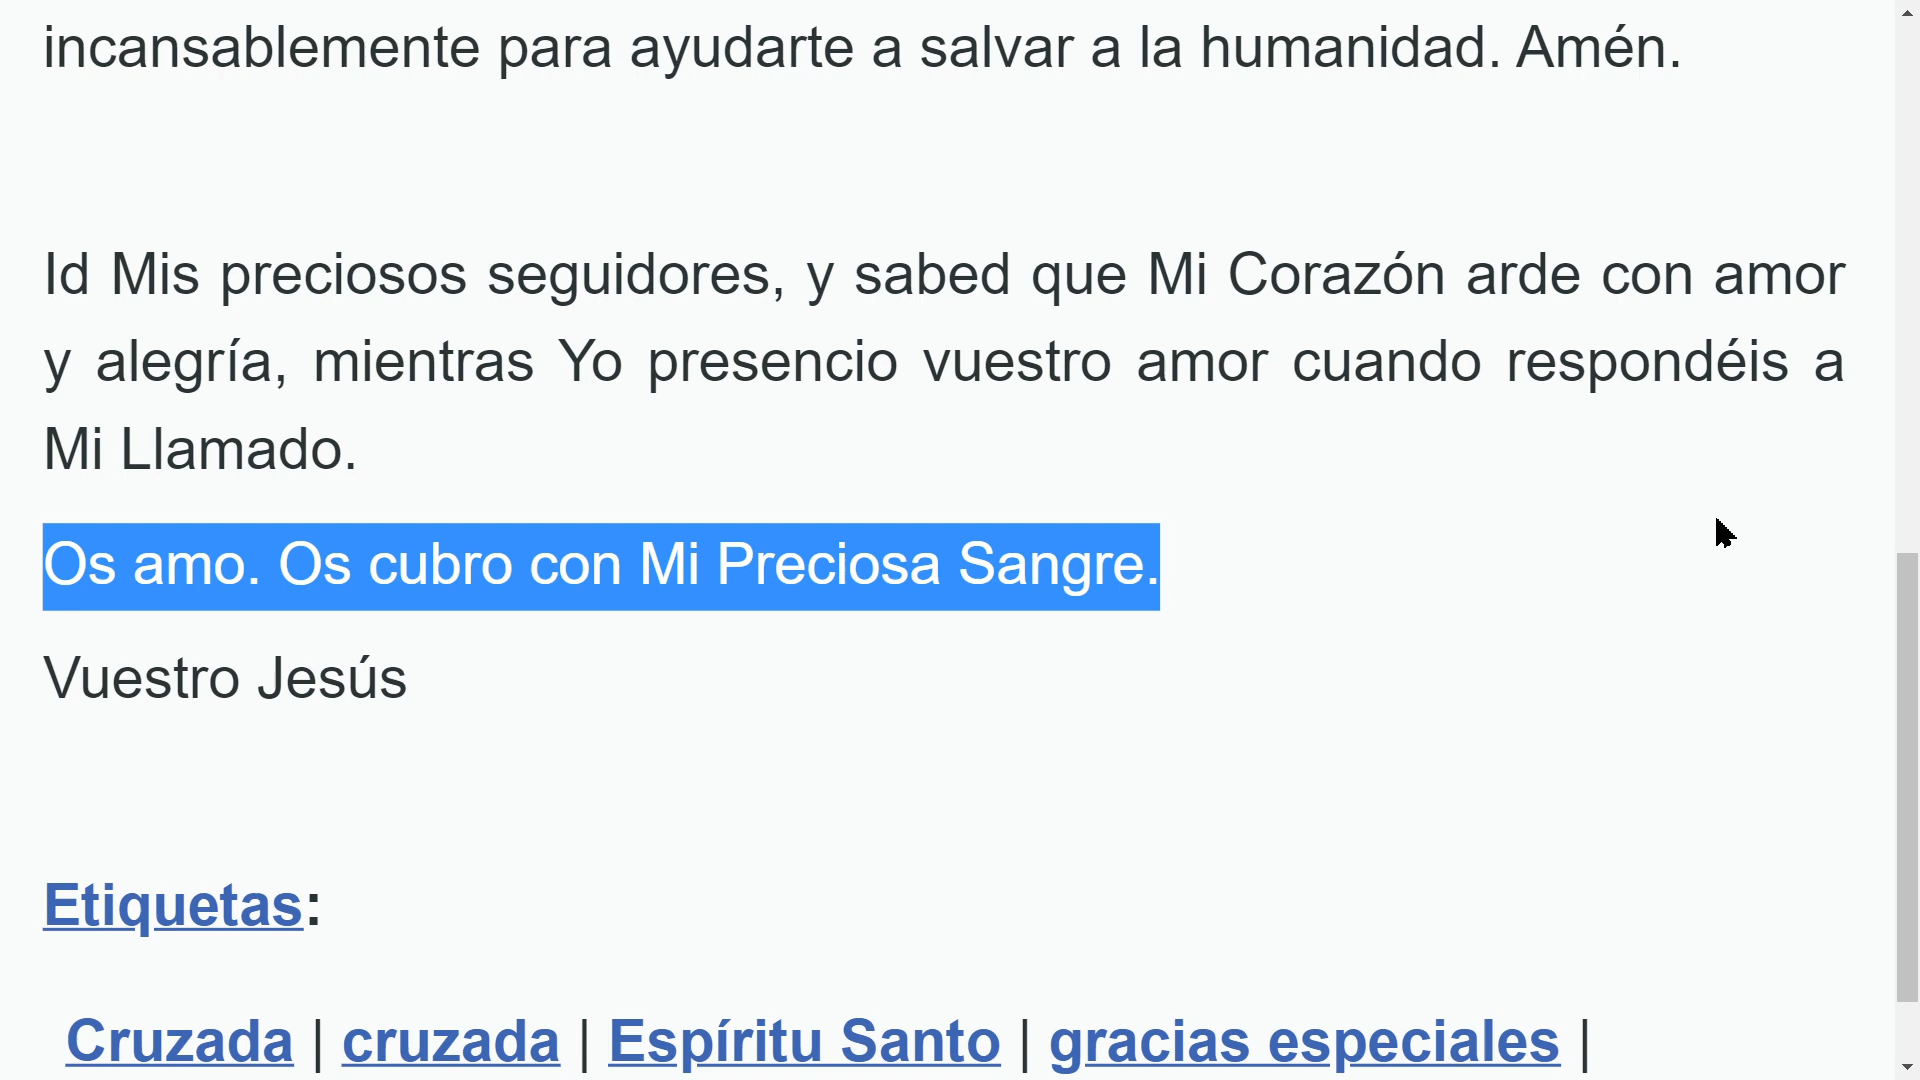 incansablemente para ayudarte a salvar a la humanidad. Amén.
Id Mis preciosos seguidores, y sabed que Mi Corazón arde con amor
y alegría, mientras Yo presencio vuestro amor cuando respondéis a
Mi Llamado.
Os amo. Os cubro con Mi Preciosa Sangre.
Vuestro Jesús
Etiquetas:
Cruzada | cruzada | Espíritu Santo | gracias especiales |